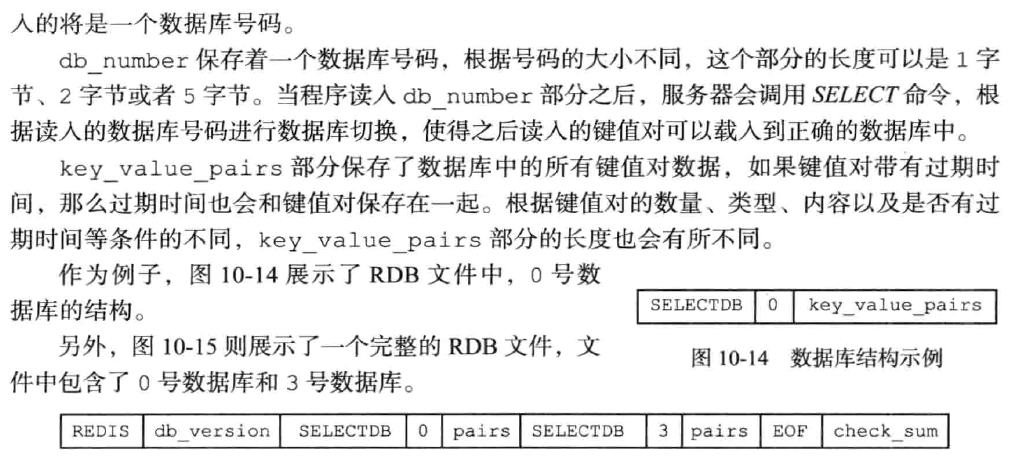 入的将是一个数据库号码。
db_number 保存着一个数据库号码，根据号码的大小不同，这个部分的长度可以是 1 字
节、2 字节或者 5 字节。当程序读入 db_number 部分之后，服务器会调用 SELECT 命令，根
据读入的数据库号码进行数据库切换，使得之后读入的键值对可以载入到正确的数据库中。
key_value_pairs 部分保存了数据库中的所有键值对数据，如果键值对带有过期时
间，那么过期时间也会和键值对保存在一起。根据键值对的数量、类型、内容以及是否有过
期时间等条件的不同，key_value_pairs 部分的长度也会有所不同。
作为例子，图 10-14 展示了 RDB 文件中，0 号数
据库的结构。
另外，图 10-15 则展示了一个完整的 RDB 文件，文
件中包含了 0 号数据库和 3 号数据库。
SELECTDB 0 key_value_pairs
图 10-14 数据库结构示例
REDIS db_version SELECTDB 0 pairs SELECTDB 3 pairs EOF check_sum